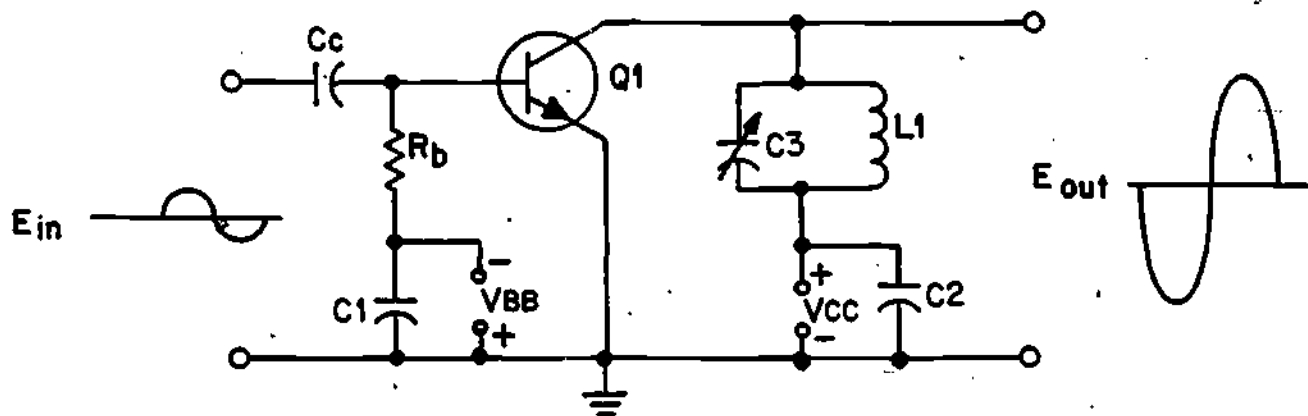 Cc
Q1
Rb
C3
L1
Ein
Eout
C1
-
VBB
+
+
VCC
-
C2